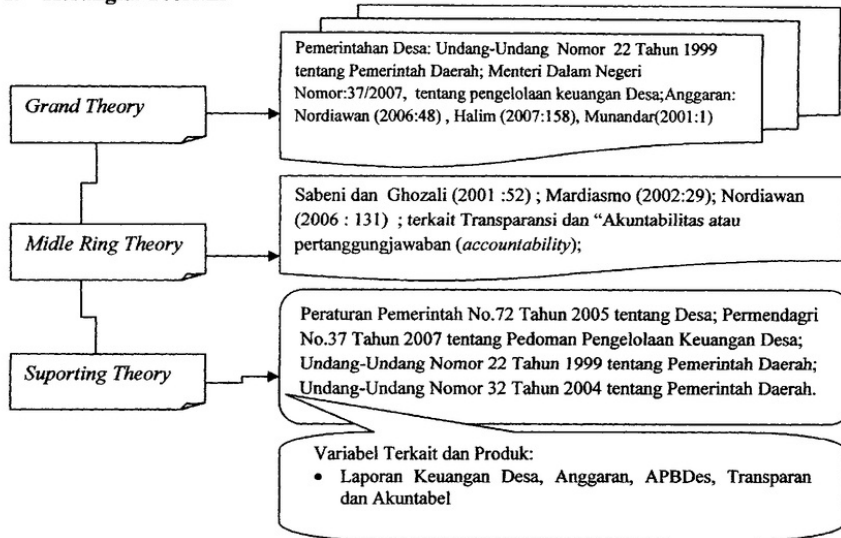 Grand Theory
Pemerintahan Desa: Undang-Undang Nomor 22 Tahun 1999
tentang Pemerintah Daerah; Menteri Dalam Negeri
Nomor:37/2007, tentang pengelolaan keuangan Desa;Anggaran:
Nordiawan (2006:48) , Halim (2007:158), Munandar(2001:1)
Midle Ring Theory
Sabeni dan Ghozali (2001 :52) ; Mardiasmo (2002:29); Nordiawan
(2006 : 131) ; terkait Transparansi dan “Akuntabilitas atau
pertanggungjawaban (accountability);
Suporting Theory
Peraturan Pemerintah No.72 Tahun 2005 tentang Desa; Permendagri
No.37 Tahun 2007 tentang Pedoman Pengelolaan Keuangan Desa;
Undang-Undang Nomor 22 Tahun 1999 tentang Pemerintah Daerah;
Undang-Undang Nomor 32 Tahun 2004 tentang Pemerintah Daerah.
Variabel Terkait dan Produk:
• Laporan Keuangan Desa, Anggaran, APBDes, Transparan
dan Akuntabel